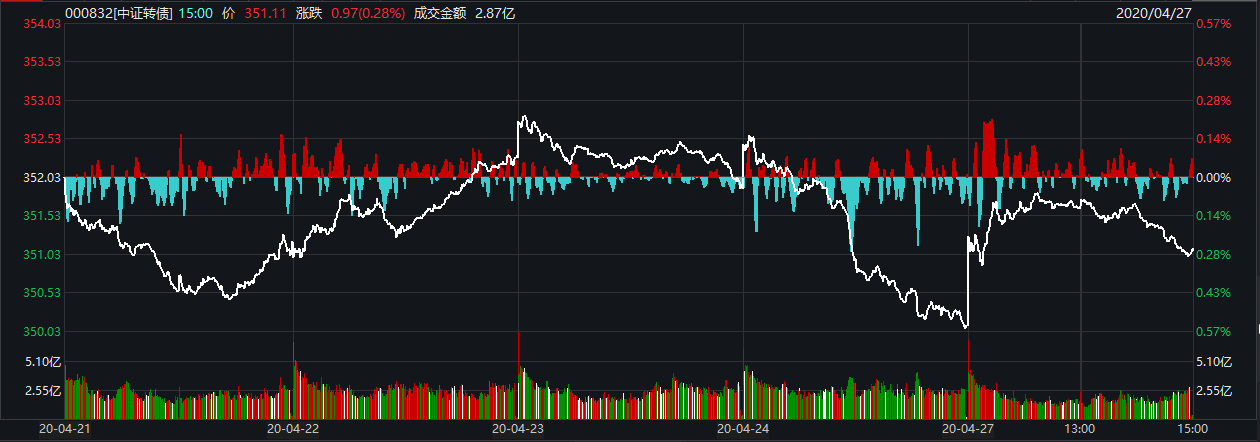 000832[中证转债] 15:00 价 351.11 涨跌 0.97(0.28%) 成交金额 2.87亿 2020/04/27
354.03 0.57%
353.53 0.43%
353.03 0.28%
352.53 0.14%
352.03 0.00%
351.53 0.14%
351.03 0.28%
350.53 0.43%
350.03 0.57%
5.10亿 5.10亿
2.55亿 2.55亿
20-04-21 20-04-22 20-04-23 20-04-24 20-04-27 13:00 15:00